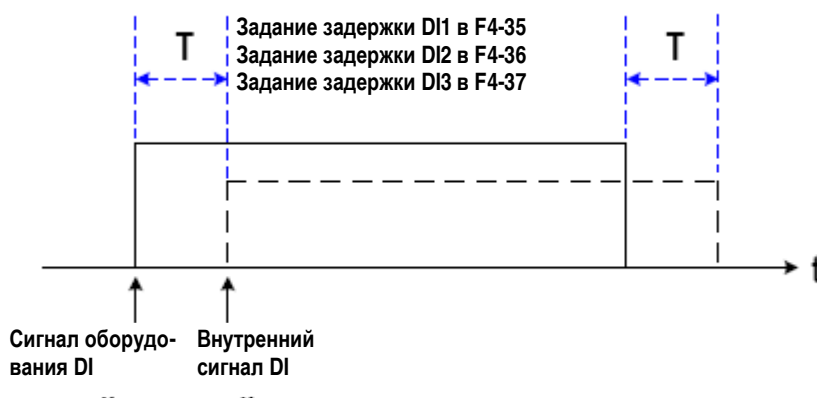 T
Задание задержки DI1 в F4-35
Задание задержки DI2 в F4-36
Задание задержки DI3 в F4-37
T
t
Сигнал оборудо-
вания DI
Внутренний
сигнал DI